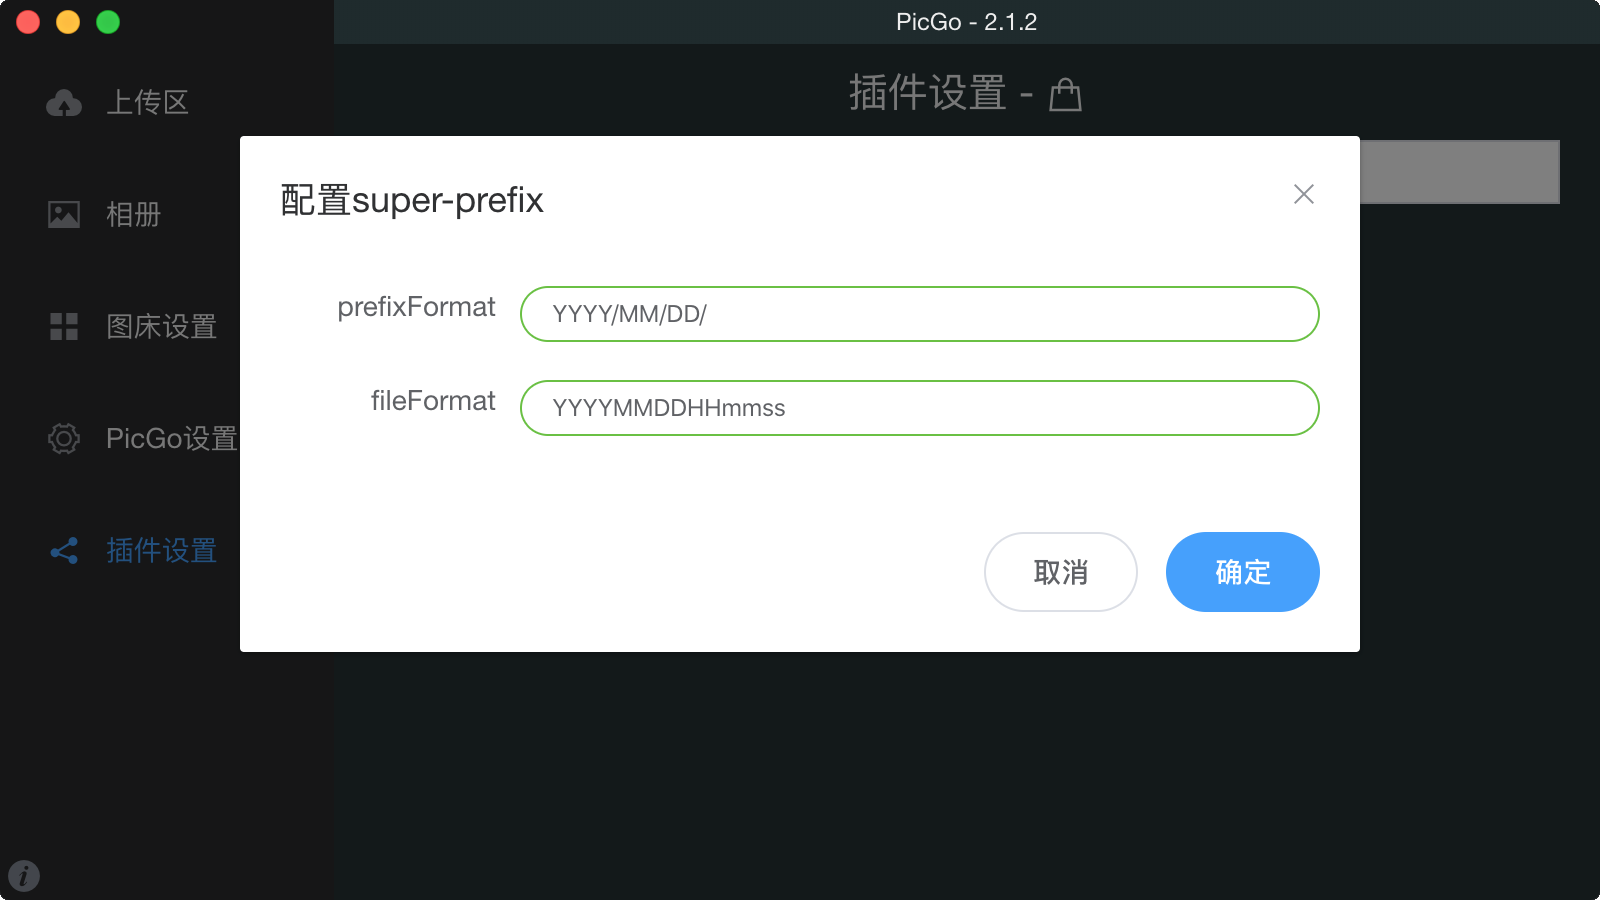 PicGo - 2.1.2
上传区
相册
图床设置
PicGo设置
插件设置
插件设置 -
配置super-prefix
prefixFormat
YYYY/MM/DD/
fileFormat
YYYYMMDDHHmmss
取消
确定
i